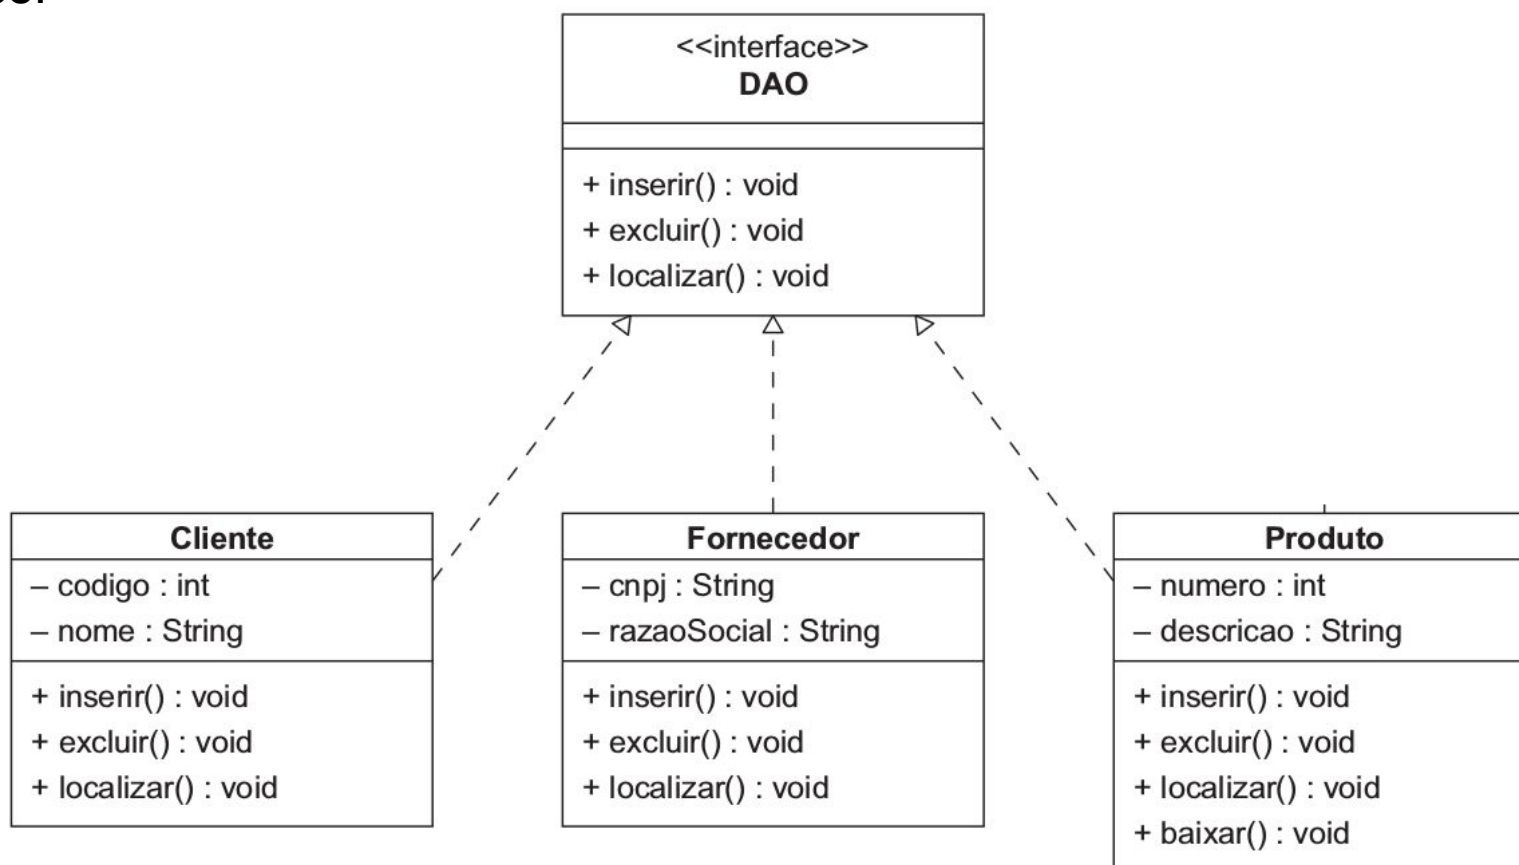 <<interface>>
DAO
+ inserir() : void
+ excluir() : void
+ localizar() : void
Cliente
– codigo : int
– nome : String
+ inserir() : void
+ excluir() : void
+ localizar() : void
Fornecedor
– cnpj : String
– razaoSocial : String
+ inserir() : void
+ excluir() : void
+ localizar() : void
Produto
– numero : int
– descricao : String
+ inserir() : void
+ excluir() : void
+ localizar() : void
+ baixar() : void